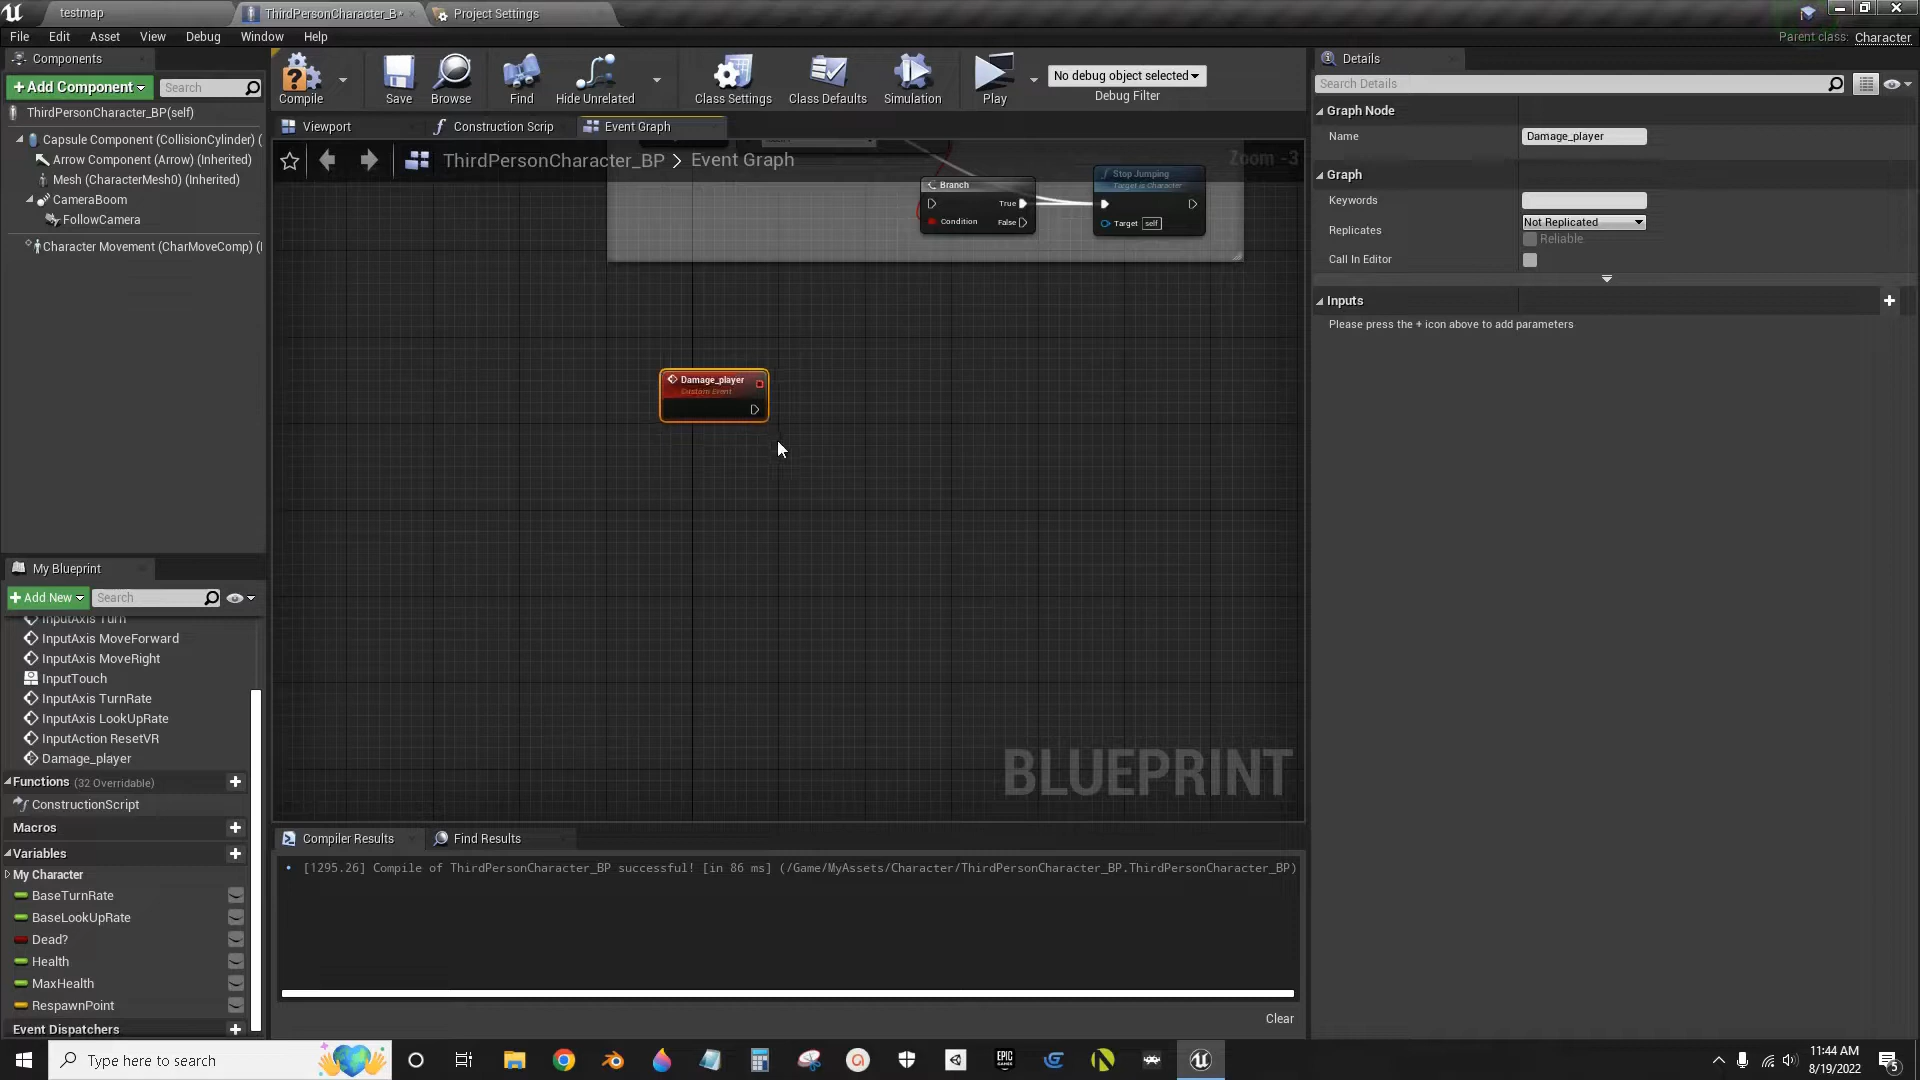 testmap
ThirdPersonCharacter_B*
Project Settings
File
Edit
Asset
View
Debug
Window
Help
Parent class: Character
Components
+Add Component
Search
ThirdPersonCharacter_BP(self)
Capsule Component (CollisionCylinder) (
Arrow Component (Arrow) (Inherited)
Mesh (CharacterMesh0) (Inherited)
CameraBoom
FollowCamera
Character Movement (CharMoveComp) (I
Compile
Save
Browse
Find
Hide Unrelated
Class Settings
Class Defaults
Simulation
Play
No debug object selected
Debug Filter
Viewport
Construction Scrip
Event Graph
ThirdPersonCharacter_BP > Event Graph
Zoom -3
Branch
True
Condition
False
Stop Jumping
Target is Character
Target self
Damage_player
Custom Event
BLUEPRINT
Details
Search Details
Graph Node
Name
Damage_player
Graph
Keywords
Replicates
Not Replicated
Reliable
Call In Editor
Inputs
Please press the + icon above to add parameters
My Blueprint
+Add New
Search
InputAxis Turn
InputAxis MoveForward
InputAxis MoveRight
InputTouch
InputAxis TurnRate
InputAxis LookUpRate
InputAction ResetVR
Damage_player
Functions (32 Overridable)
ConstructionScript
Macros
Variables
My Character
BaseTurnRate
BaseLookUpRate
Dead?
Health
MaxHealth
RespawnPoint
Event Dispatchers
Compiler Results
Find Results
[1295.26] Compile of ThirdPersonCharacter_BP successful! [in 86 ms] (/Game/MyAssets/Character/ThirdPersonCharacter_BP.ThirdPersonCharacter_BP)
Clear
Type here to search
EPIC
GAMES
11:44 AM
8/19/2022
5